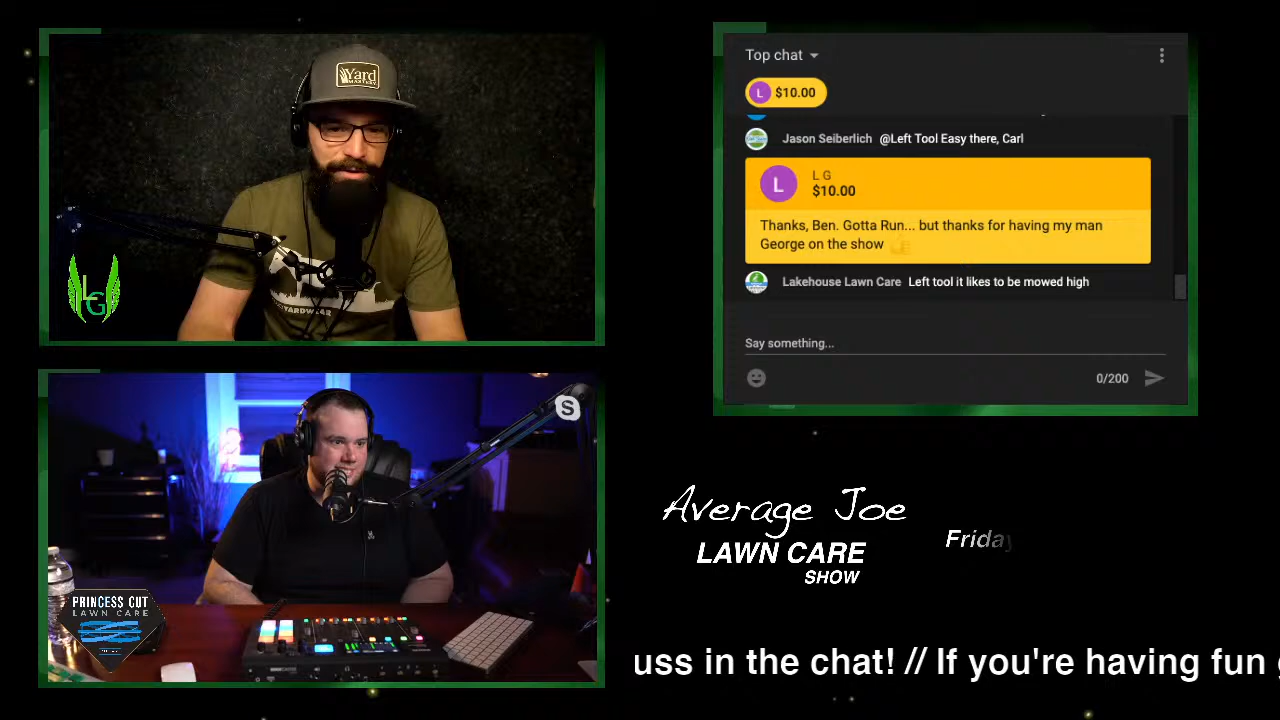 Yard
MASTERY
YARDWEAR
LG
S
PRINCESS CUT
LAWN CARE
Top chat
L $10.00
Jason Seiberlich @Left Tool Easy there, Carl
L
L G
$10.00
Thanks, Ben. Gotta Run... but thanks for having my man
George on the show
Lakehouse Lawn Care Left tool it likes to be mowed high
Say something...
0/200
Average Joe
LAWN CARE
SHOW
Friday
uss in the chat! // If you're having fun